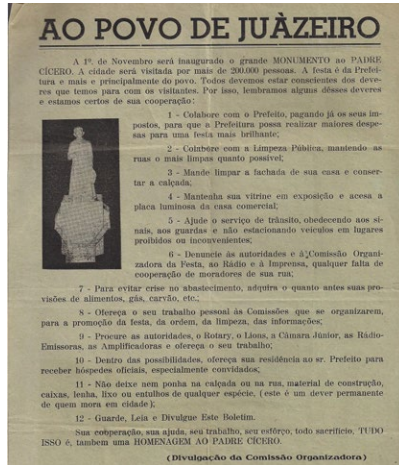 AO POVO DE JUÀZEIRO
A 1º. de Novembro será inaugurado o grande MONUMENTO ao PADRE
CÍCERO. A cidade será visitada por mais de 200.000 pessoas. A festa é da Prefei-
tura e mais e principalmente do povo. Todos devemos estar conscientes dos deve-
res que temos para com os visitantes. Por isso, lembramos alguns dêsses deveres
e estamos certos de sua cooperação:
1 - Colabore com o Prefeito, pagando já os seus im-
postos, para que a Prefeitura possa realizar maiores despe-
sas para uma festa mais brilhante;
2 - Colabore com a Limpeza Pública, mantendo as
ruas o mais limpas quanto possível;
3 - Mande limpar a fachada de sua casa e conser-
tar a calçada;
4 - Mantenha sua vitrine em exposição e acesa a
placa luminosa da casa comercial;
5 - Ajude o serviço de trânsito, obedecendo aos si-
nais, aos guardas e não estacionando veículos em lugares
proibidos ou inconvenientes;
6 - Denuncie às autoridades e à Comissão Organi-
zadora da Festa, ao Rádio e à Imprensa, qualquer falta de
cooperação de moradores de sua rua;
7 - Para evitar crise no abastecimento, adquira o quanto antes suas pro-
visões de alimentos, gás, carvão, etc.;
8 - Ofereça o seu trabalho pessoal às Comissões que se organizarem,
para a promoção da festa, da ordem, da limpeza, das informações;
9 - Procure as autoridades, o Rotary, o Lions, a Câmara Júnior, as Rádio-
Emissoras, as Amplificadoras e ofereça o seu trabalho;
10 - Dentro das possibilidades, ofereça sua residência ao sr. Prefeito para
receber hóspedes oficiais, especialmente convidados;
11 - Não deixe nem ponha na calçada ou na rua, material de construção,
caixas, lenha, lixo ou entulhos de qualquer espécie, (este é um dever permanente
de quem mora em cidade);
12 - Guarde, Leia e Divulgue Este Boletim.
Sua cooperação, sua ajuda, seu trabalho, seu esfôrço, todo sacrifício, TUDO
ISSO é, tambem uma HOMENAGEM AO PADRE CÍCERO.
(Divulgação da Comissão Organizadora)